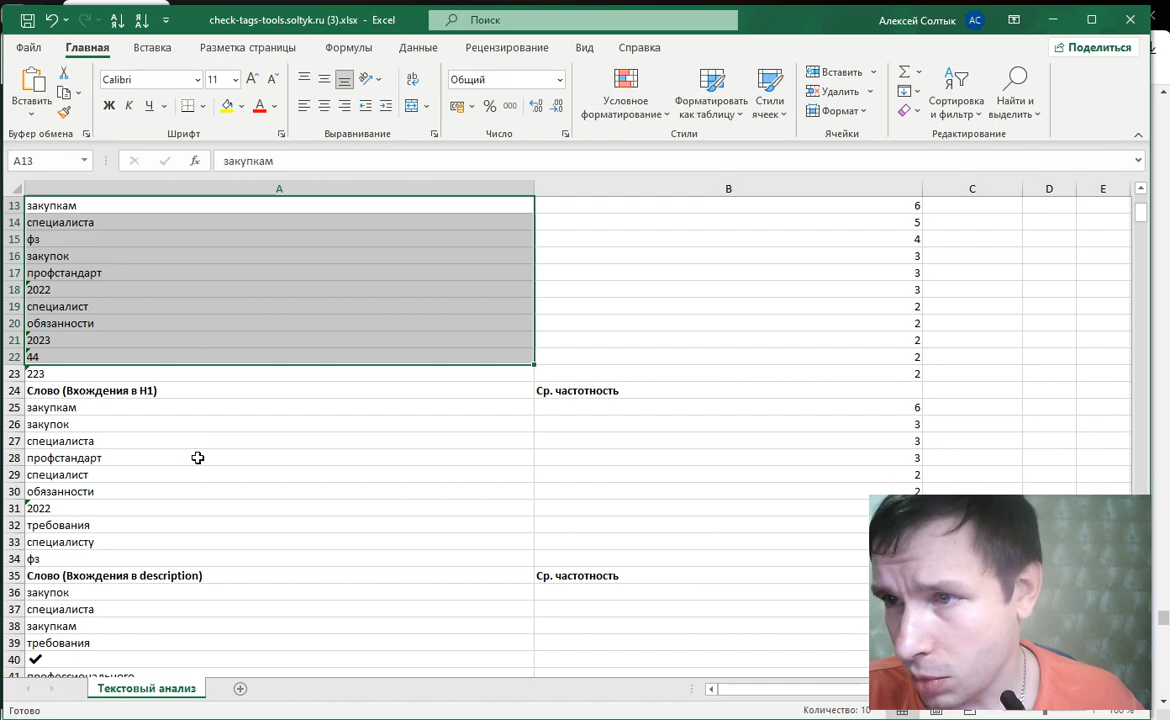 check-tags-tools.soltyk.ru (3).xlsx - Excel
Поиск
Алексей Солтык
АС
Файл
Главная
Вставка
Разметка страницы
Формулы
Данные
Рецензирование
Вид
Справка
Поделиться
Вставить
Calibri
11
Ж
К
Ч
Общий
Условное форматирование
Форматировать как таблицу
Стили ячеек
Вставить
Удалить
Формат
Сортировка и фильтр
Найти и выделить
Буфер обмена
Шрифт
Выравнивание
Число
Стили
Ячейки
Редактирование
A13
fx
закупкам
A B C D E
13 закупкам 6
14 специалиста 5
15 фз 4
16 закупок 3
17 профстандарт 3
18 2022 3
19 специалист 2
20 обязанности 2
21 2023 2
22 44 2
23 223 2
24 Слово (Вхождения в H1) Ср. частотность
25 закупкам 6
26 закупок 3
27 специалиста 3
28 профстандарт 3
29 специалист 2
30 обязанности 2
31 2022
32 требования
33 специалисту
34 фз
35 Слово (Вхождения в description) Ср. частотность
36 закупок
37 специалиста
38 закупкам
39 требования
40 ✔
41 профессионального
Текстовый анализ
Готово
Количество: 10
100 %